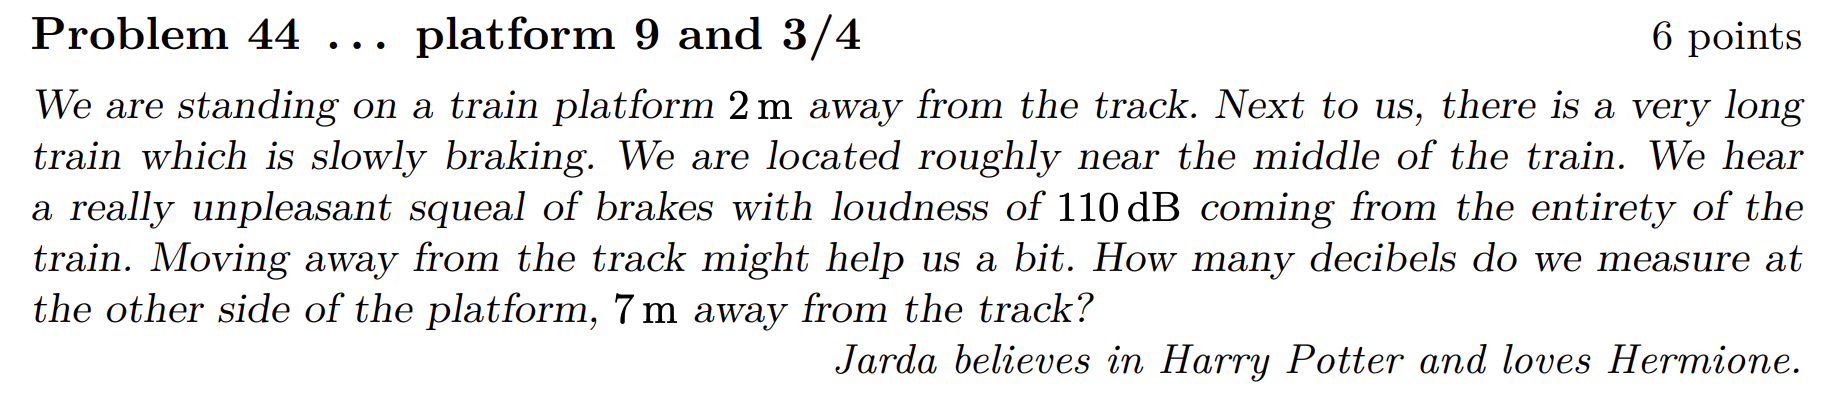 Problem 44 ... platform 9 and 3/4 6 points
We are standing on a train platform 2 m away from the track. Next to us, there is a very long
train which is slowly braking. We are located roughly near the middle of the train. We hear
a really unpleasant squeal of brakes with loudness of 110 dB coming from the entirety of the
train. Moving away from the track might help us a bit. How many decibels do we measure at
the other side of the platform, 7 m away from the track?
Jarda believes in Harry Potter and loves Hermione.